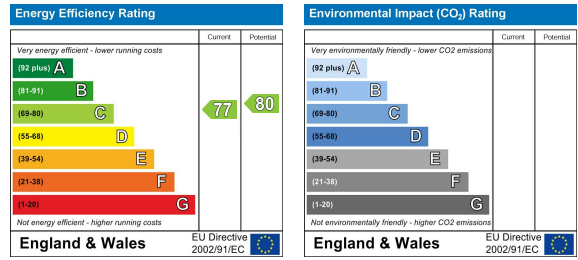 Energy Efficiency Rating
Current Potential
Very energy efficient - lower running costs
(92 plus) A
(81-91) B
(69-80) C
(55-68) D
(39-54) E
(21-38) F
(1-20) G
77
80
Not energy efficient - higher running costs
England & Wales
EU Directive
2002/91/EC
Environmental Impact (CO2) Rating
Current Potential
Very environmentally friendly - lower CO2 emissions
(92 plus) A
(81-91) B
(69-80) C
(55-68) D
(39-54) E
(21-38) F
(1-20) G
Not environmentally friendly - higher CO2 emissions
England & Wales
EU Directive
2002/91/EC